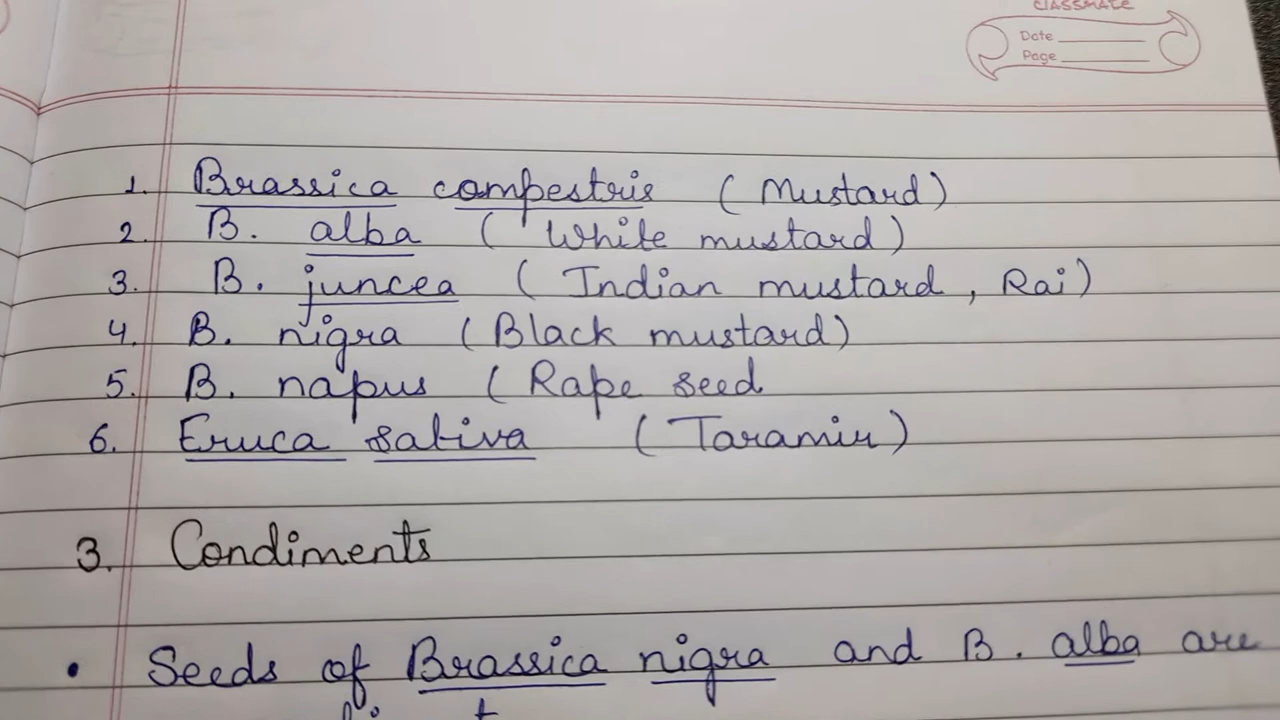 CLASSMATE
Date
Page
1. Brassica compestris (Mustard)
2. B. alba (White mustard)
3. B. juncea (Indian mustard, Rai)
4. B. nigra (Black mustard)
5. B. napus (Rape seed
6. Eruca sativa (Taramir)
3. Condiments
• Seeds of Brassica nigra and B. alba are